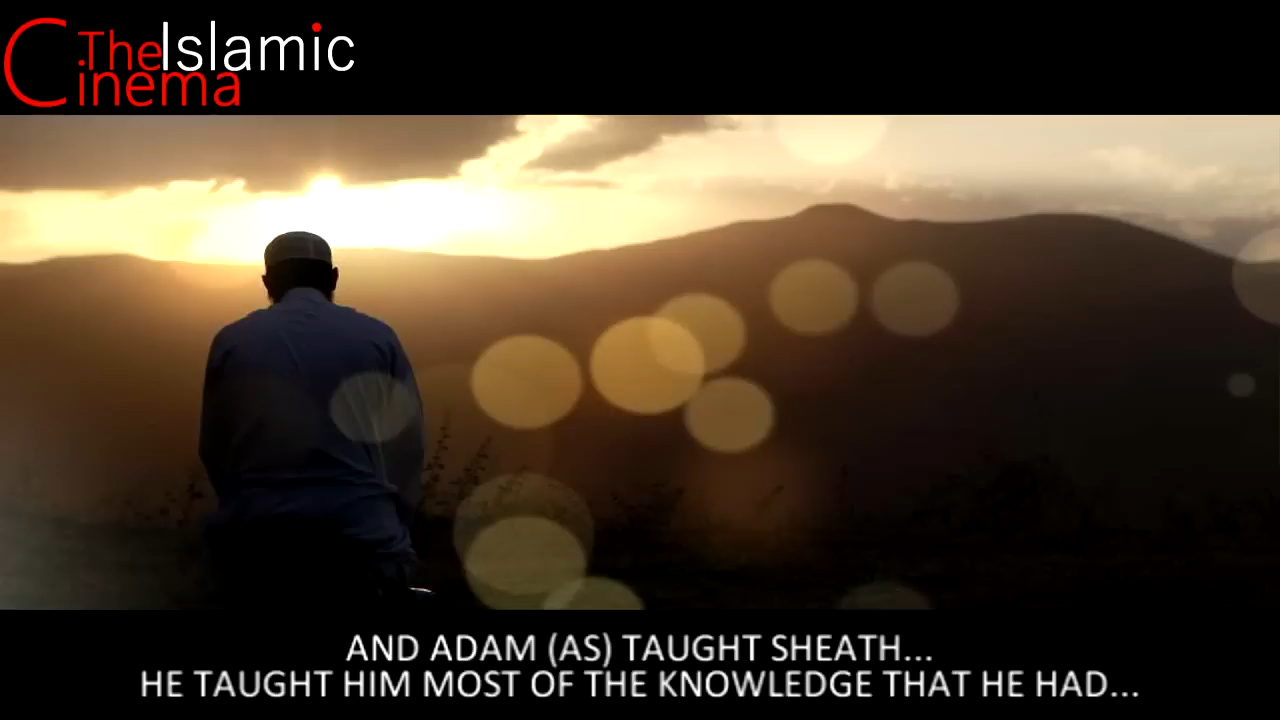 The Islamic
Cinema
AND ADAM (AS) TAUGHT SHEATH...
HE TAUGHT HIM MOST OF THE KNOWLEDGE THAT HE HAD...